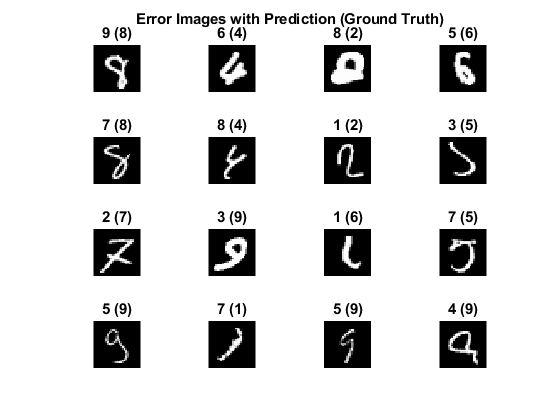 Error Images with Prediction (Ground Truth)
9 (8) 6 (4) 8 (2) 5 (6)
7 (8) 8 (4) 1 (2) 3 (5)
2 (7) 3 (9) 1 (6) 7 (5)
5 (9) 7 (1) 5 (9) 4 (9)